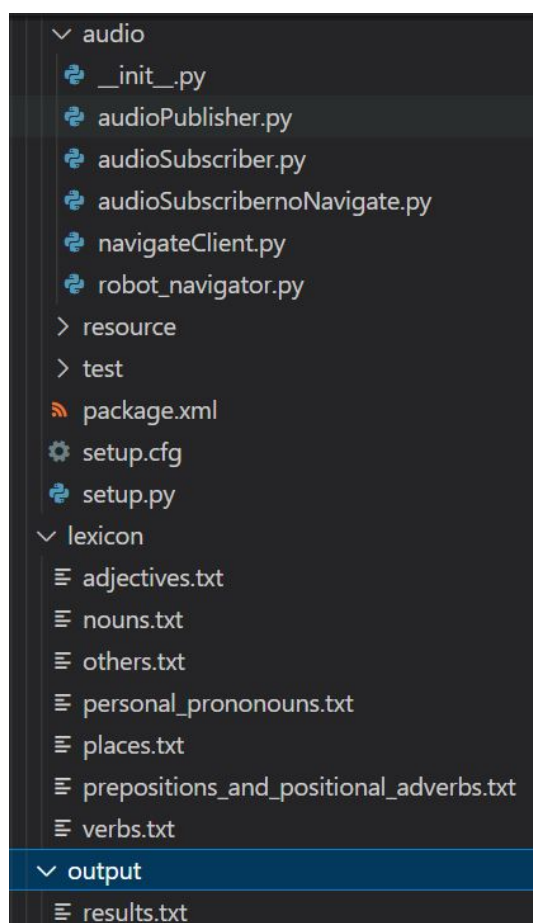 audio
__init__.py
audioPublisher.py
audioSubscriber.py
audioSubscribernoNavigate.py
navigateClient.py
robot_navigator.py
resource
test
package.xml
setup.cfg
setup.py
lexicon
adjectives.txt
nouns.txt
others.txt
personal_prononouns.txt
places.txt
prepositions_and_positional_adverbs.txt
verbs.txt
output
results.txt